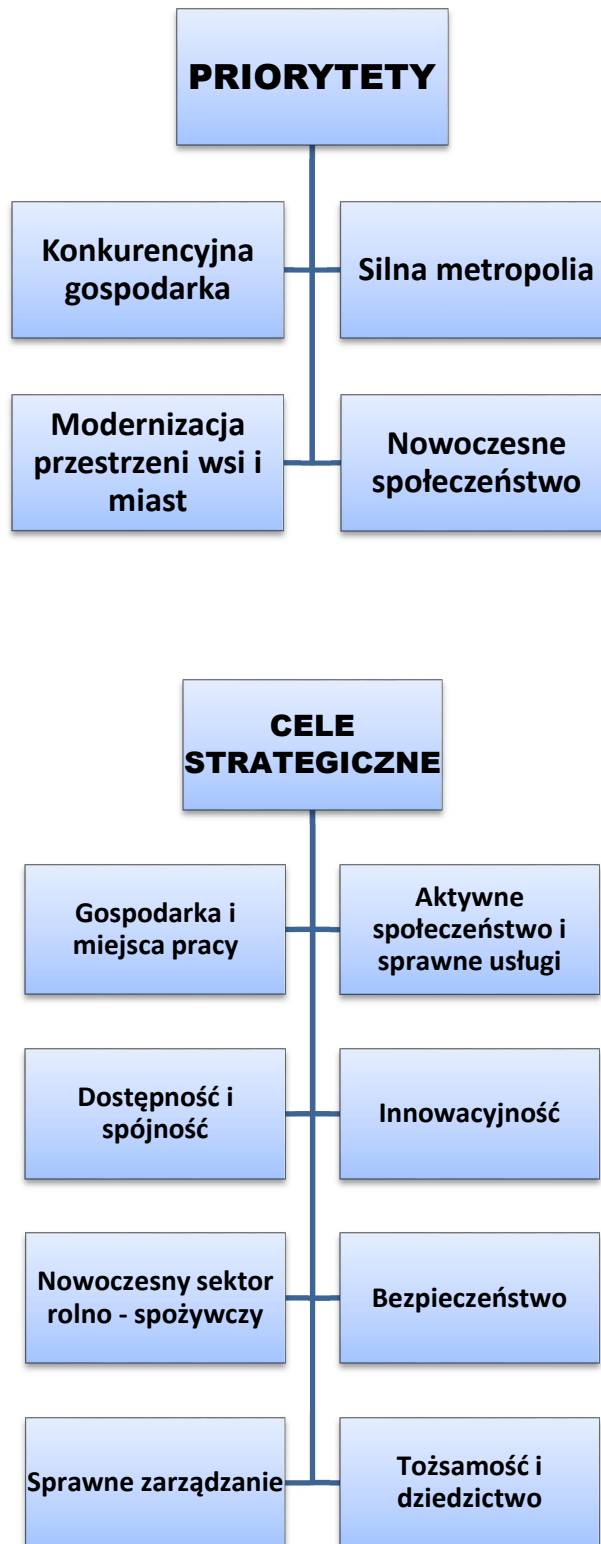 PRIORYTETY
Konkurencyjna
gospodarka
Silna metropolia
Modernizacja
przestrzeni wsi i
miast
Nowoczesne
społeczeństwo
CELE
STRATEGICZNE
Gospodarka i
miejsca pracy
Aktywne
społeczeństwo i
sprawne usługi
Dostępność i
spójność
Innowacyjność
Nowoczesny sektor
rolno - spożywczy
Bezpieczeństwo
Sprawne zarządzanie
Tożsamość i
dziedzictwo